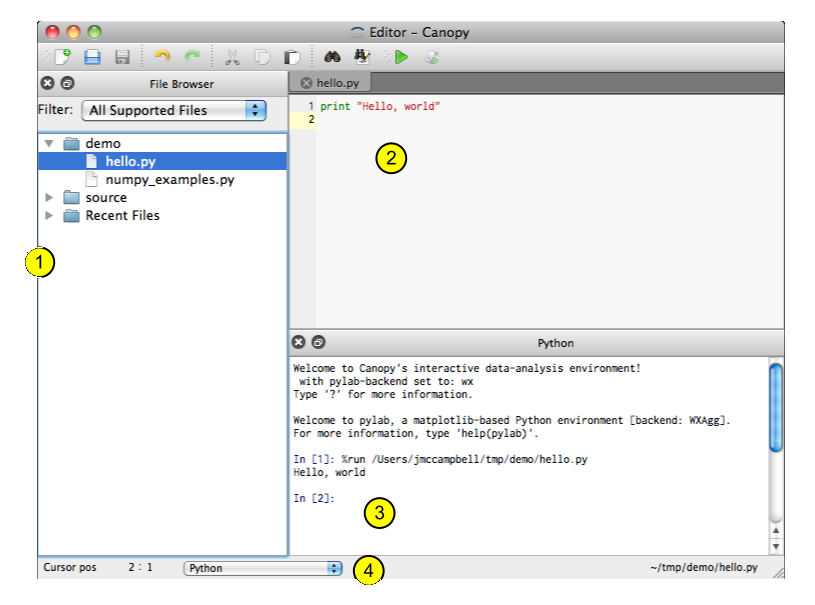 Editor – Canopy
File Browser
Filter: All Supported Files
demo
hello.py
numpy_examples.py
source
Recent Files
1
hello.py
1 print "Hello, world"
2
2
Python
Welcome to Canopy's interactive data-analysis environment!
with pylab-backend set to: wx
Type '?' for more information.
Welcome to pylab, a matplotlib-based Python environment [backend: WXAgg].
For more information, type 'help(pylab)'.
In [1]: %run /Users/jmccampbell/tmp/demo/hello.py
Hello, world
In [2]:
3
Cursor pos 2 : 1 Python 4 ~/tmp/demo/hello.py